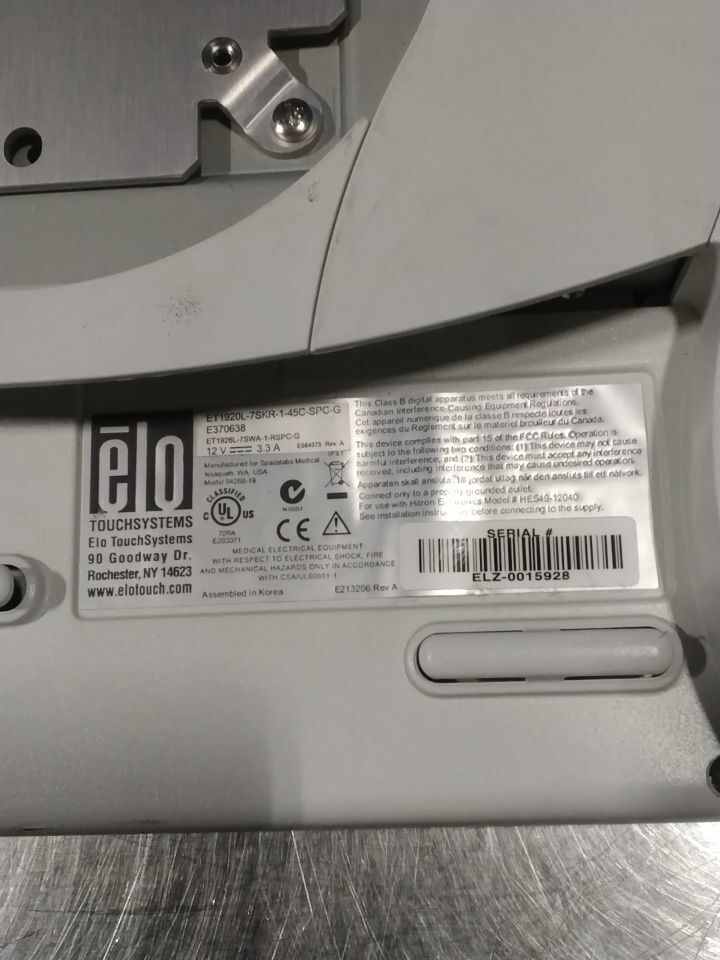 ēlo
TOUCHSYSTEMS
Elo TouchSystems
90 Goodway Dr.
Rochester, NY 14623
www.elotouch.com
ET1920L-7SKR-1-45C-SPC-G
E370638
ET1926L-7SWA-1-RSPC-G
E984375 Rev A
12 V 3.3 A
IPX1
Manufactured for Spacelabs Medical
Issaquah, WA, USA
Model 94260-19
CLASSIFIED
C UL US
72RA
E203371
N10051
CE
MEDICAL ELECTRICAL EQUIPMENT
WITH RESPECT TO ELECTRICAL SHOCK, FIRE
AND MECHANICAL HAZARDS ONLY IN ACCORDANCE
WITH CSA/UL60601-1
Assembled in Korea
E213206 Rev A
This Class B digital apparatus meets all requirements of the
Canadian Interference-Causing Equipment Regulations.
Cet appareil numerique de la classe B respecte toutes les
exigences du Reglement sur le materiel brouilleur du Canada.
This device complies with part 15 of the FCC Rules. Operation is
subject to the following two conditions: (1) This device may not cause
harmful interference, and (2) This device must accept any interference
received, including interference that may cause undesired operation.
Apparaten skall anslutas till jordat uttag när den ansluts till ett nätverk.
Connect only to a properly grounded outlet.
For use with Hitron Electronics Model # HES49-12040
See installation instructions before connecting to the supply.
SERIAL #
ELZ-0015928